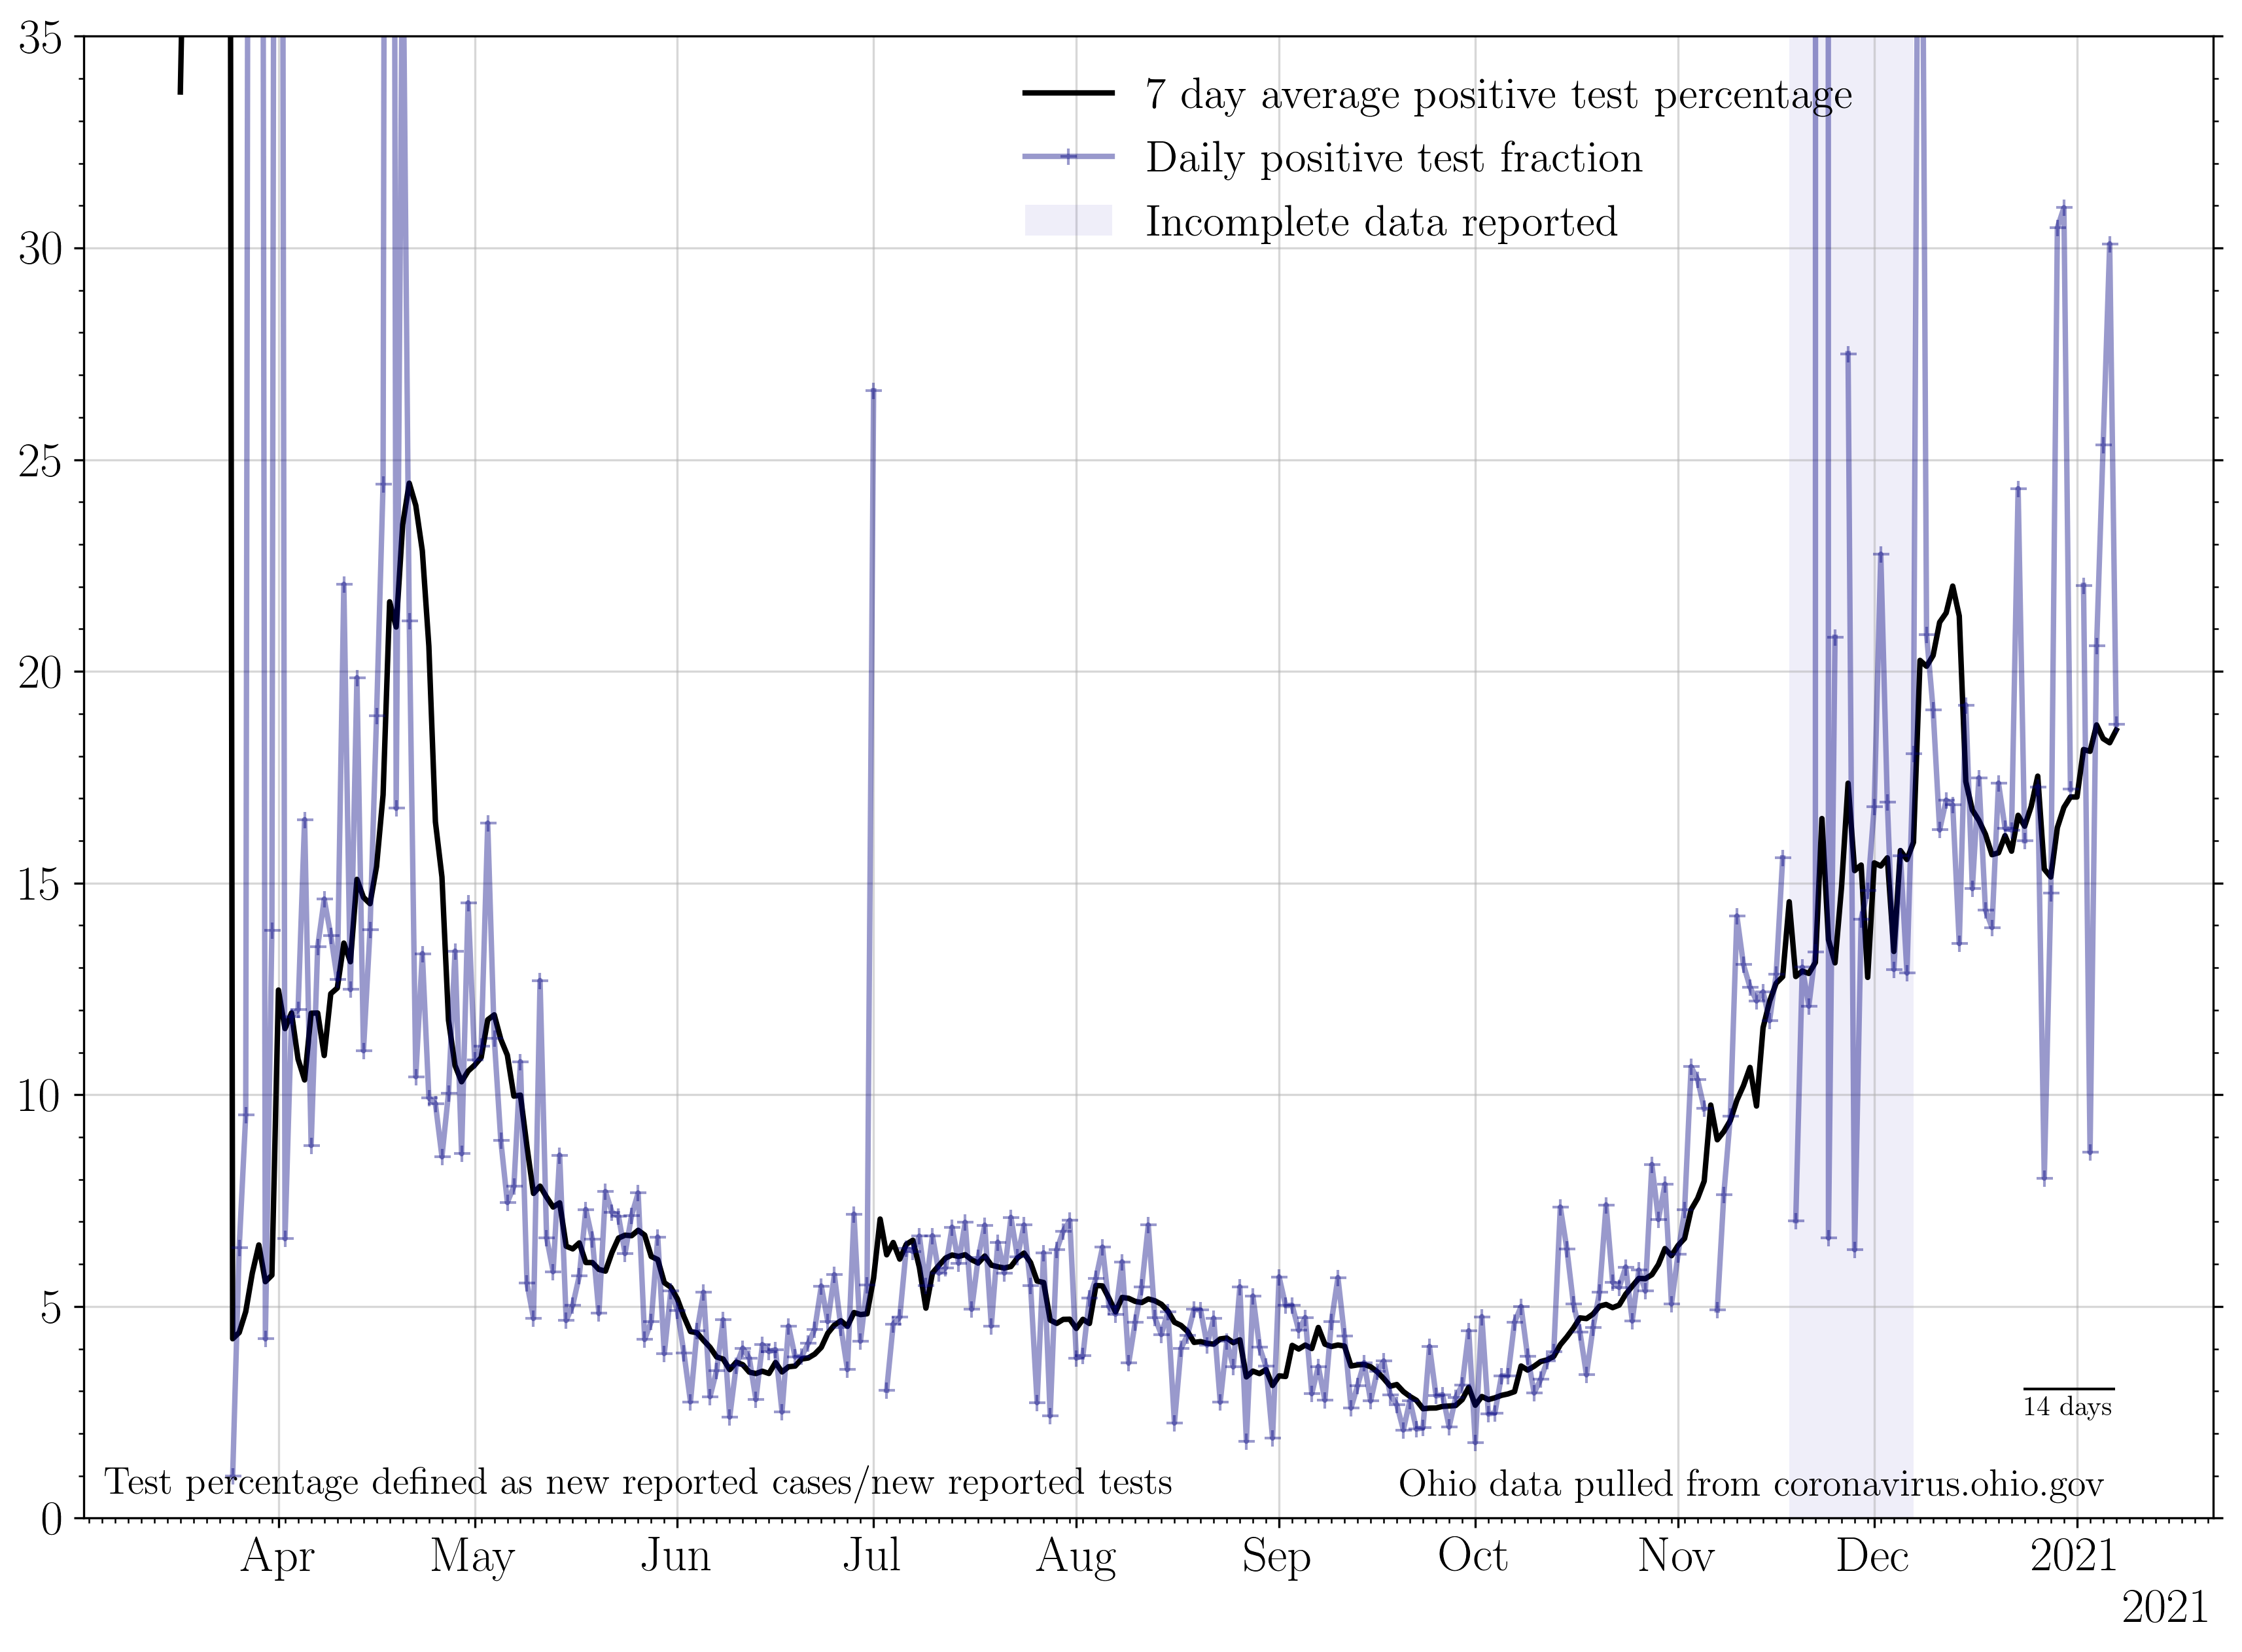 35
30
25
20
15
10
5
0
7 day average positive test percentage
Daily positive test fraction
Incomplete data reported
14 days
Test percentage defined as new reported cases/new reported tests
Ohio data pulled from coronavirus.ohio.gov
Apr May Jun Jul Aug Sep Oct Nov Dec 2021
2021